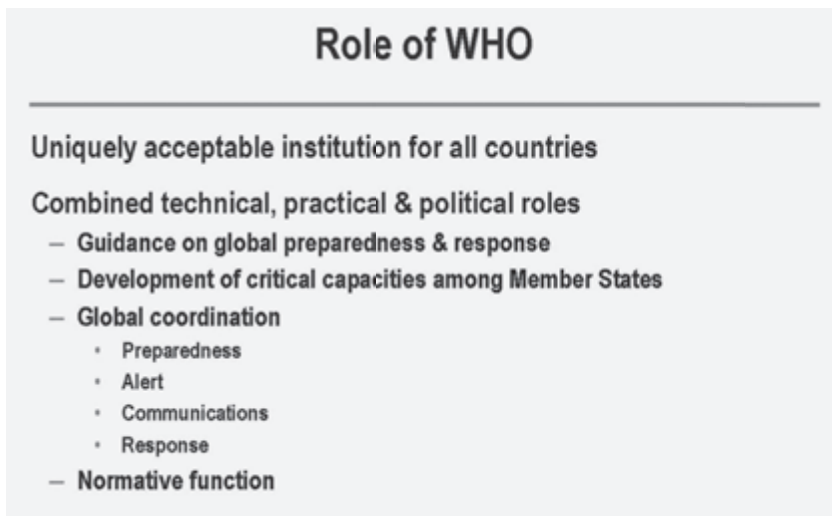 Role of WHO
Uniquely acceptable institution for all countries
Combined technical, practical & political roles
– Guidance on global preparedness & response
– Development of critical capacities among Member States
– Global coordination
• Preparedness
• Alert
• Communications
• Response
– Normative function